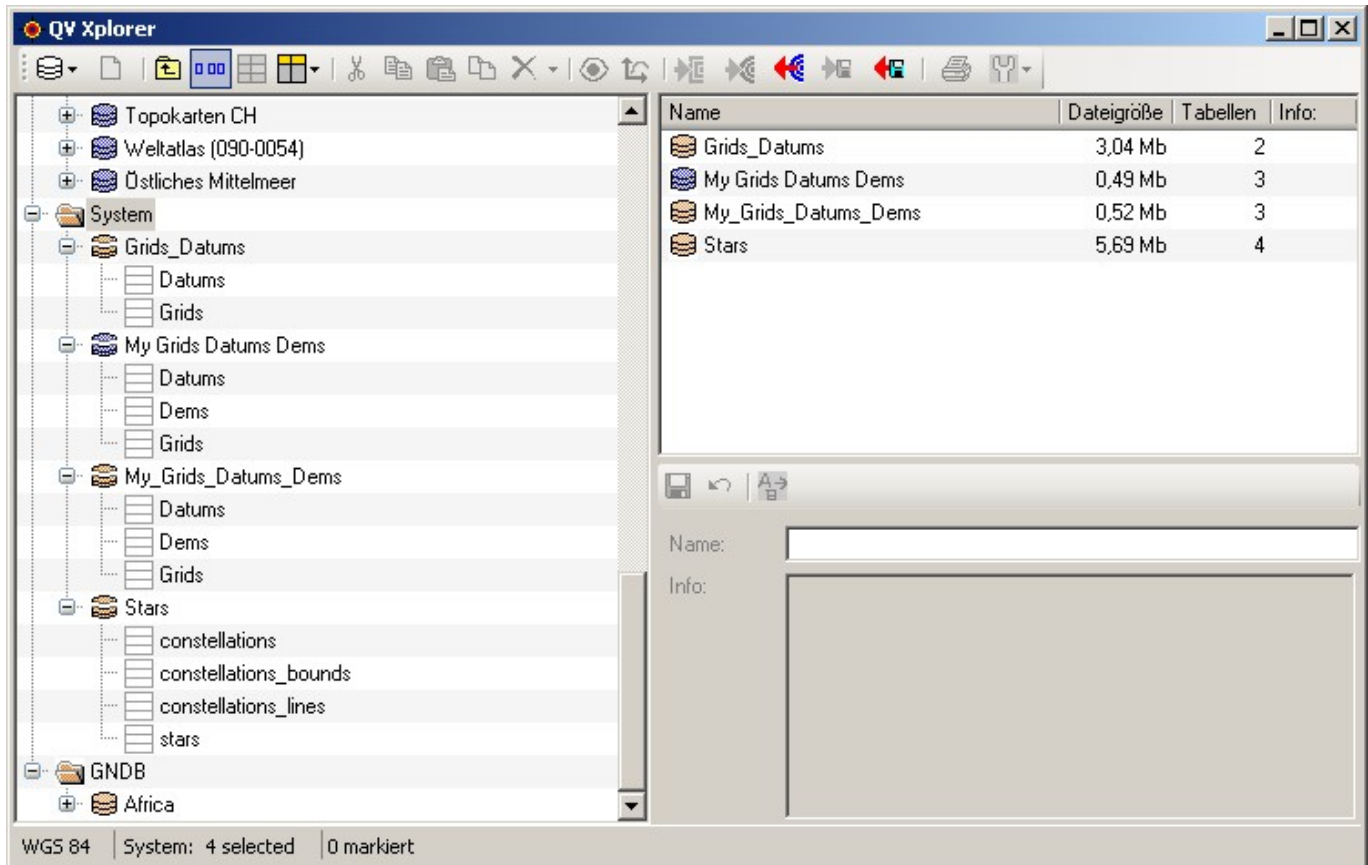 QV Xplorer
Topokarten CH
Weltatlas (090-0054)
Östliches Mittelmeer
System
Grids_Datums
Datums
Grids
My Grids Datums Dems
Datums
Dems
Grids
My_Grids_Datums_Dems
Datums
Dems
Grids
Stars
constellations
constellations_bounds
constellations_lines
stars
GNDB
Africa
Name Dateigröße Tabellen Info:
Grids_Datums 3,04 Mb 2
My Grids Datums Dems 0,49 Mb 3
My_Grids_Datums_Dems 0,52 Mb 3
Stars 5,69 Mb 4
Name:
Info:
WGS 84 System: 4 selected 0 markiert